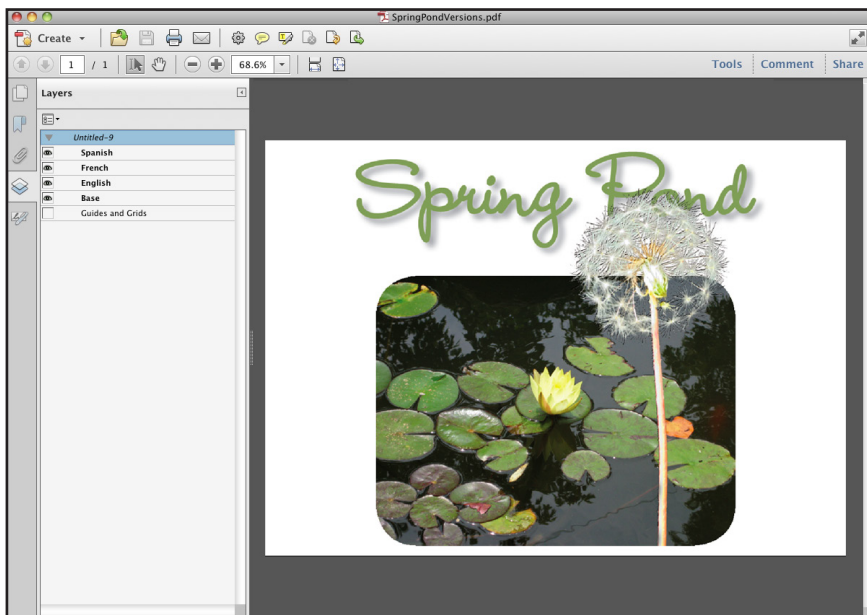 SpringPondVersions.pdf
Create
1 / 1 68.6% Tools Comment Share
Layers
Untitled-9
Spanish
French
English
Base
Guides and Grids
Spring Pond